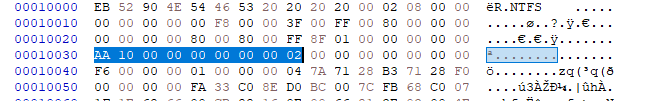 00010000 EB 52 90 4E 54 46 53 20 20 20 20 00 02 08 00 00 ëR.NTFS    .....
00010010 00 00 00 00 00 F8 00 00 3F 00 FF 00 80 00 00 00 .....ø..?.ÿ.€...
00010020 00 00 00 00 80 00 80 00 FF 8F 01 00 00 00 00 00 ....€.€.ÿ.......
00010030 AA 10 00 00 00 00 00 02 00 00 00 00 00 00 00 00 ª...............
00010040 F6 00 00 00 01 00 00 00 04 7A 71 28 B3 71 28 F0 ö........zq(³q(ð
00010050 00 00 00 00 FA 33 C0 8E D0 BC 00 7C FB 68 C0 07 ....ú3ÀŽÐ¼.|ûhÀ.